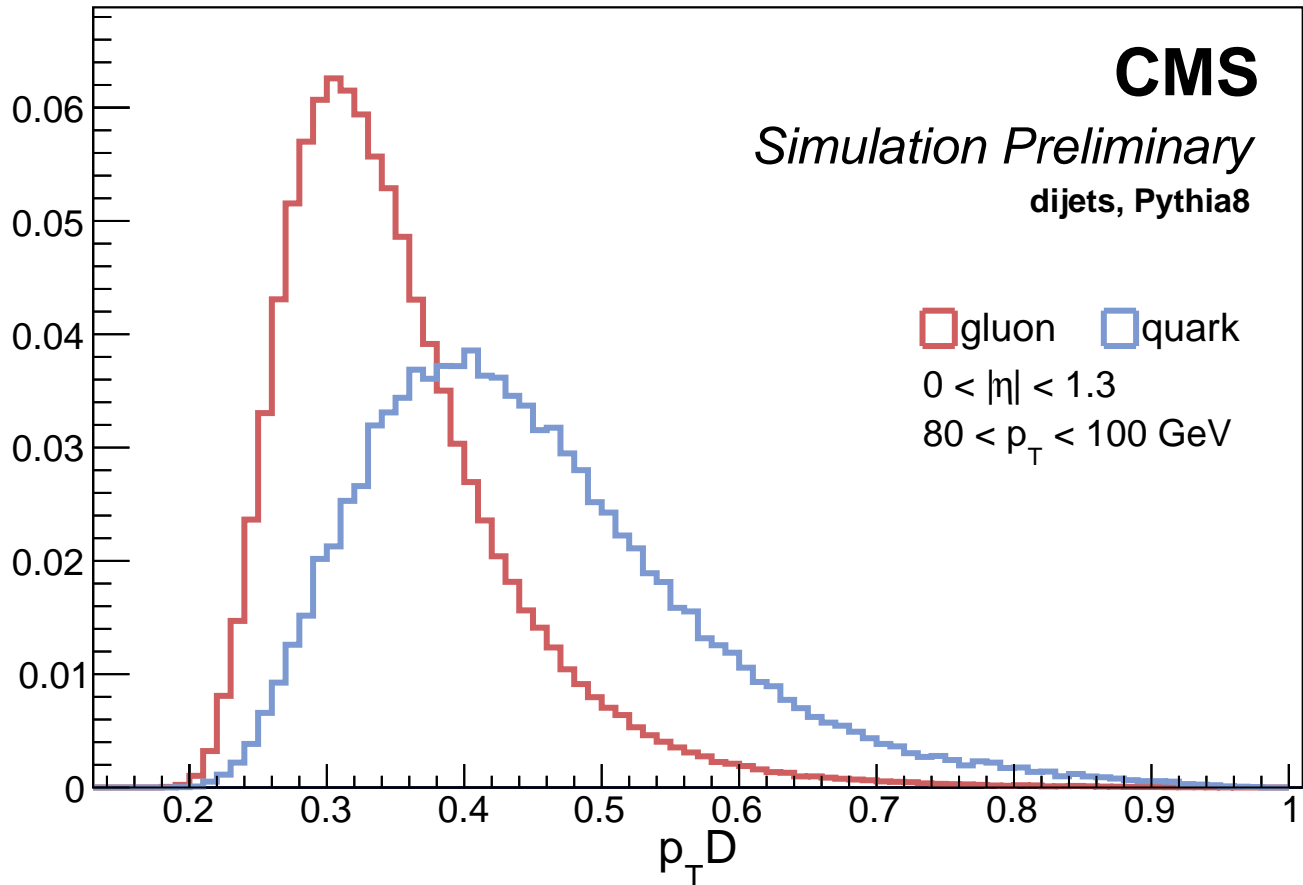 CMS
Simulation Preliminary
dijets, Pythia8
gluon quark
0 < |η| < 1.3
80 < p_T < 100 GeV
0.06
0.05
0.04
0.03
0.02
0.01
0
0.2 0.3 0.4 0.5 0.6 0.7 0.8 0.9 1
p_T D